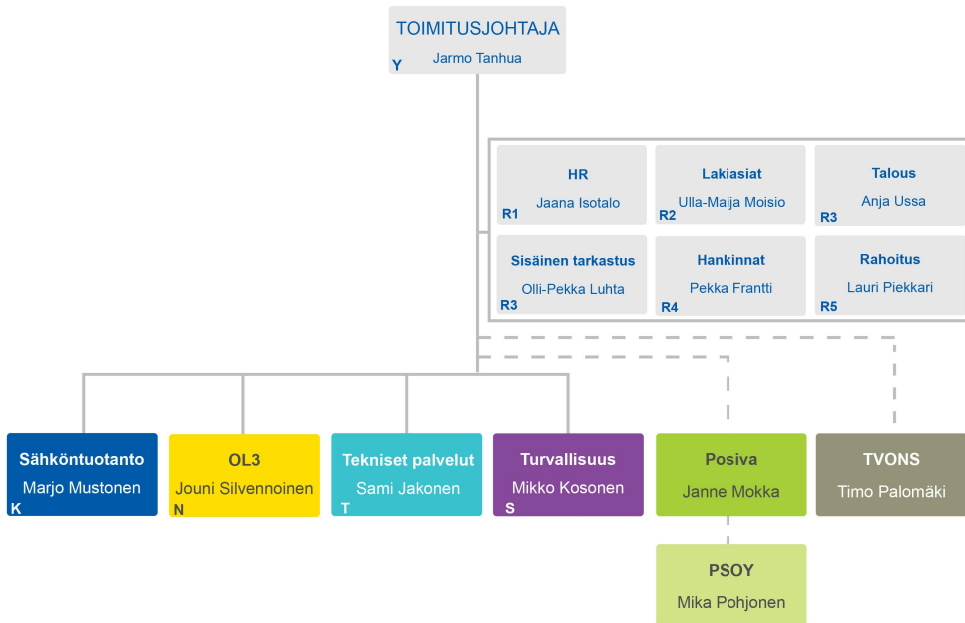 TOIMITUSJOHTAJA
Jarmo Tanhua
Y
HR
Jaana Isotalo
R1
Lakiasiat
Ulla-Maija Moisio
R2
Talous
Anja Ussa
R3
Sisäinen tarkastus
Olli-Pekka Luhta
R3
Hankinnat
Pekka Frantti
R4
Rahoitus
Lauri Piekkari
R5
Sähköntuotanto
Marjo Mustonen
K
OL3
Jouni Silvennoinen
N
Tekniset palvelut
Sami Jakonen
T
Turvallisuus
Mikko Kosonen
S
Posiva
Janne Mokka
TVONS
Timo Palomäki
PSOY
Mika Pohjonen